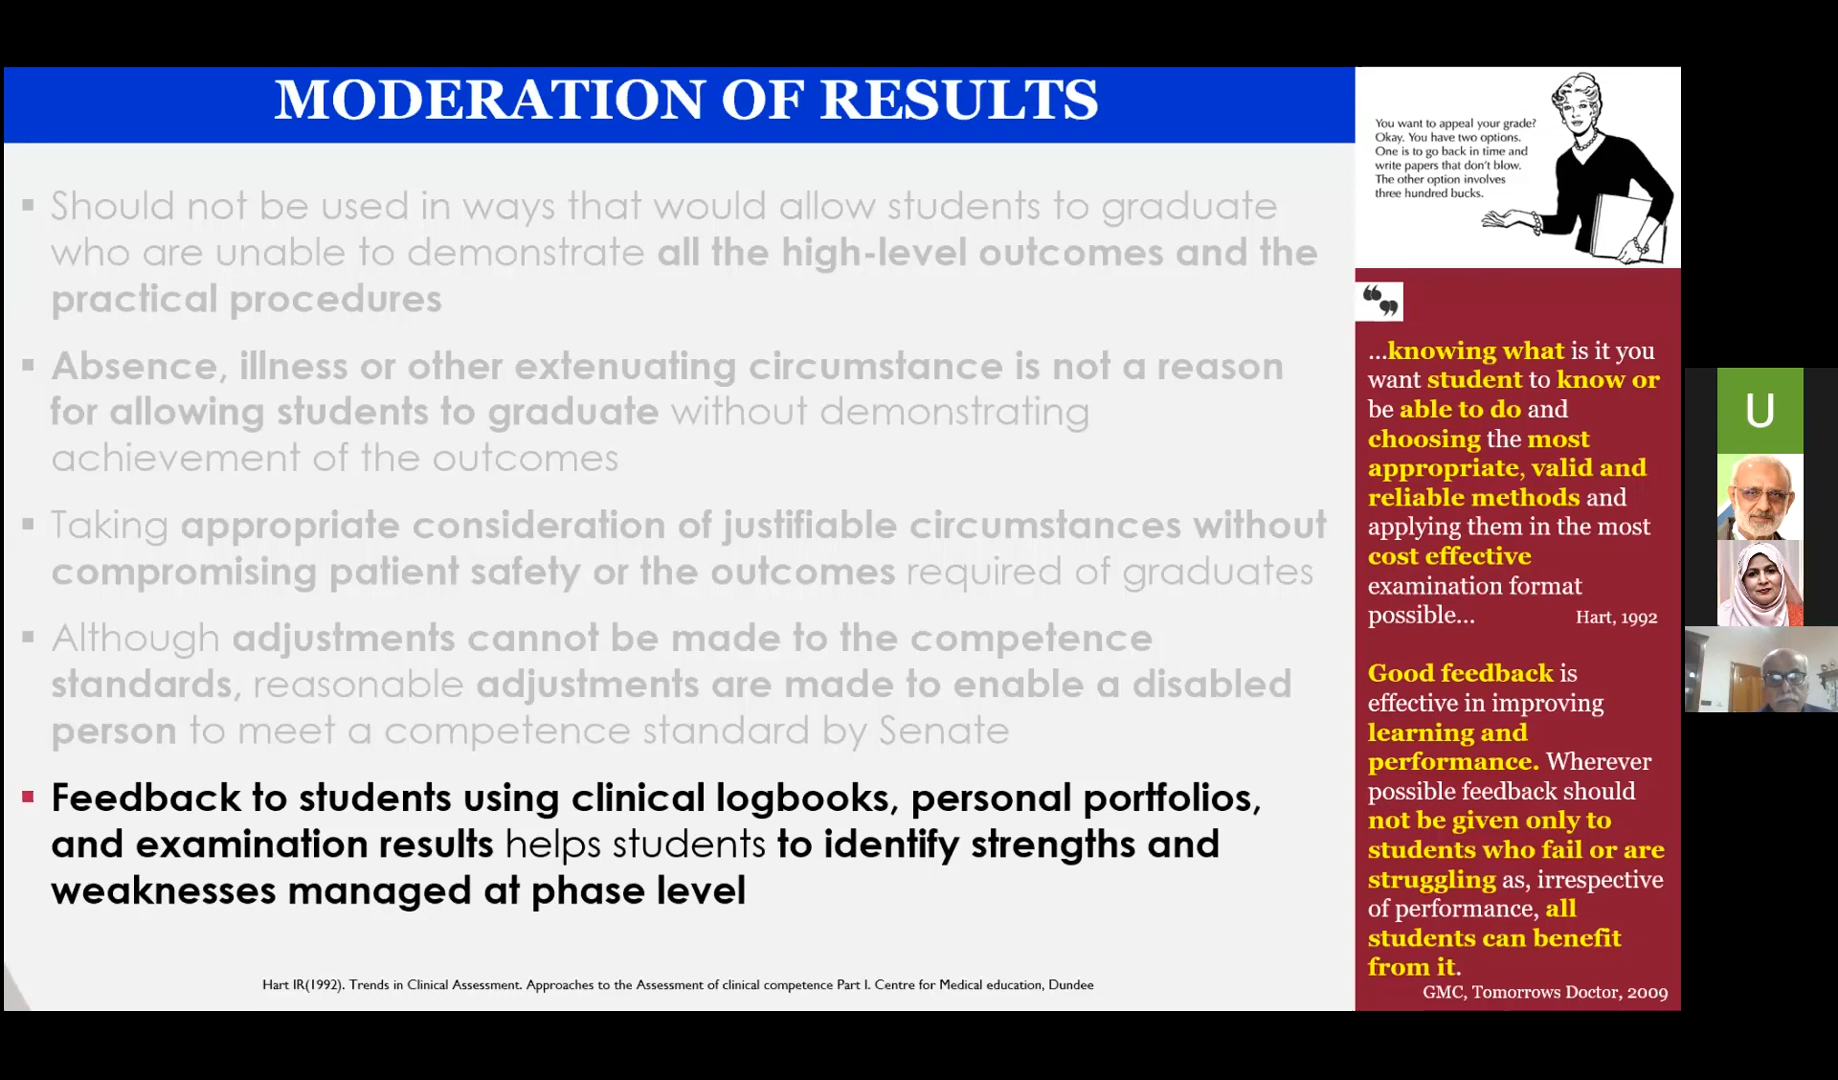 MODERATION OF RESULTS
▪ Should not be used in ways that would allow students to graduate
who are unable to demonstrate all the high-level outcomes and the
practical procedures
▪ Absence, illness or other extenuating circumstance is not a reason
for allowing students to graduate without demonstrating
achievement of the outcomes
▪ Taking appropriate consideration of justifiable circumstances without
compromising patient safety or the outcomes required of graduates
▪ Although adjustments cannot be made to the competence
standards, reasonable adjustments are made to enable a disabled
person to meet a competence standard by Senate
▪ Feedback to students using clinical logbooks, personal portfolios,
and examination results helps students to identify strengths and
weaknesses managed at phase level
Hart IR(1992). Trends in Clinical Assessment. Approaches to the Assessment of clinical competence Part I. Centre for Medical education, Dundee
You want to appeal your grade?
Okay. You have two options.
One is to go back in time and
write papers that don't blow.
The other option involves
three hundred bucks.
...knowing what is it you
want student to know or
be able to do and
choosing the most
appropriate, valid and
reliable methods and
applying them in the most
cost effective
examination format
possible... Hart, 1992
Good feedback is
effective in improving
learning and
performance. Wherever
possible feedback should
not be given only to
students who fail or are
struggling as, irrespective
of performance, all
students can benefit
from it.
GMC, Tomorrows Doctor, 2009
U